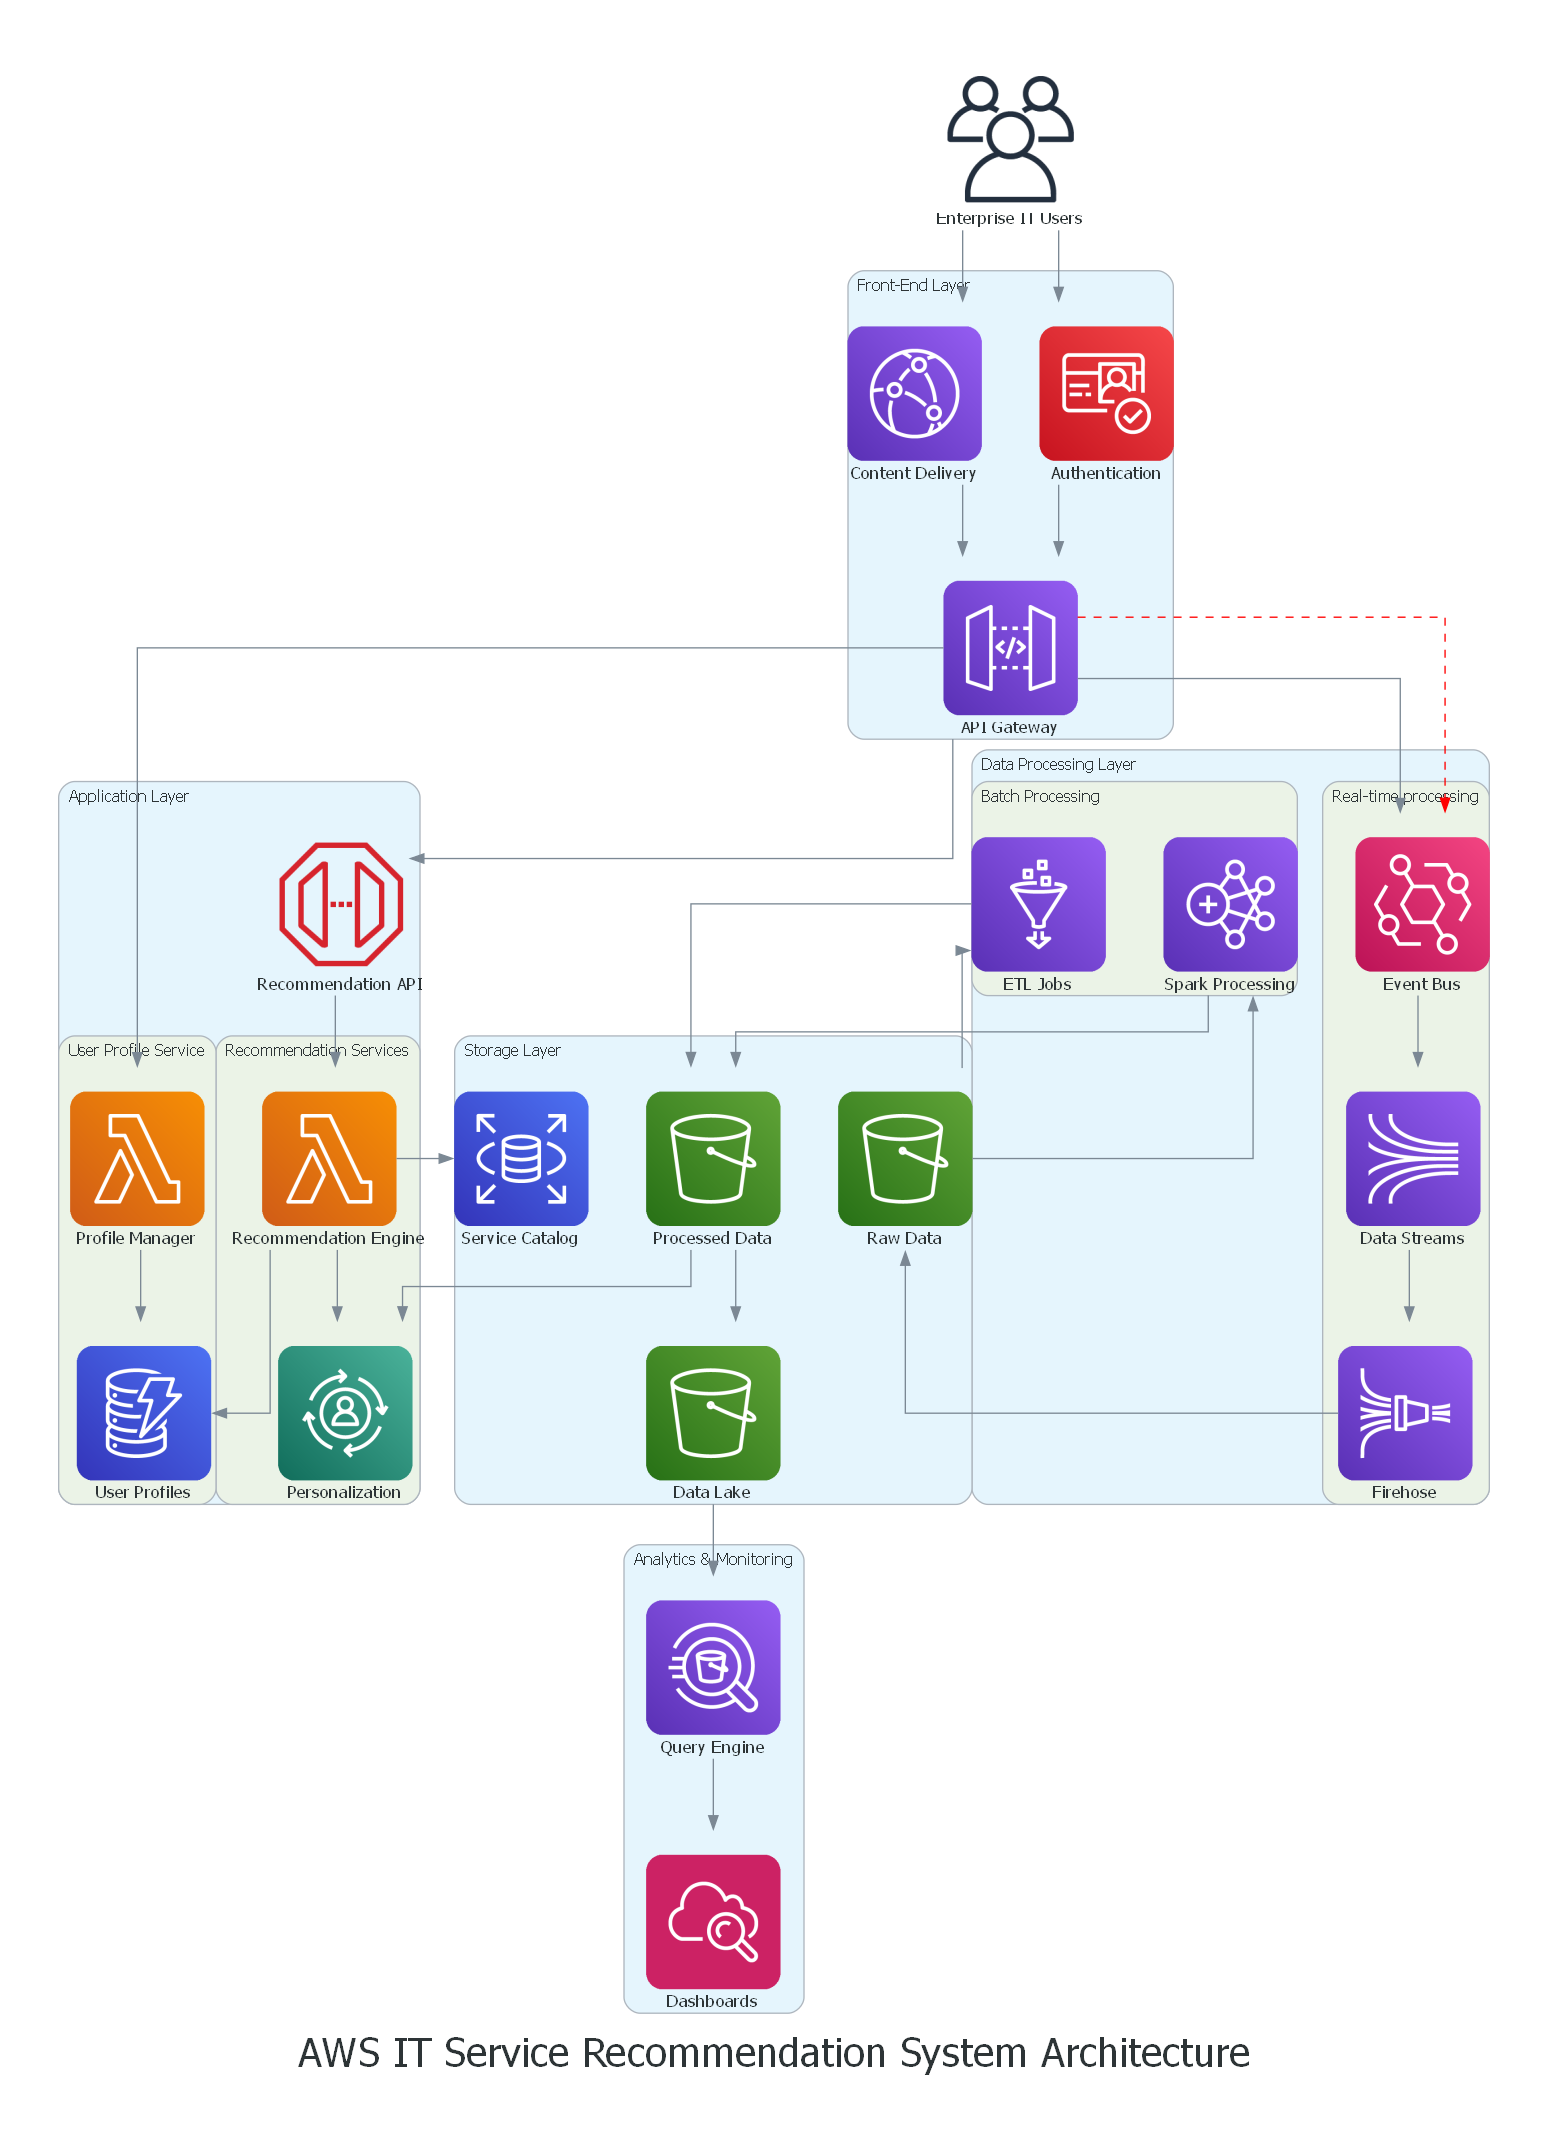 Enterprise IT Users
Front-End Layer
Content Delivery
Authentication
API Gateway
Data Processing Layer
Application Layer
Batch Processing
Real-time processing
Recommendation API
ETL Jobs
Spark Processing
Event Bus
User Profile Service
Recommendation Services
Storage Layer
Profile Manager
Recommendation Engine
Service Catalog
Processed Data
Raw Data
Data Streams
User Profiles
Personalization
Data Lake
Firehose
Analytics & Monitoring
Query Engine
Dashboards
AWS IT Service Recommendation System Architecture